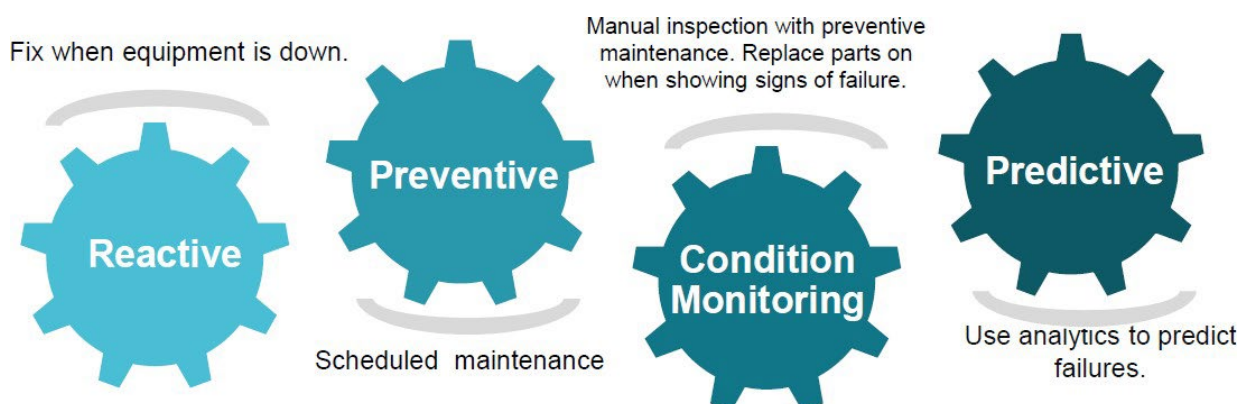 Fix when equipment is down.
Reactive
Preventive
Scheduled maintenance
Manual inspection with preventive
maintenance. Replace parts on
when showing signs of failure.
Condition
Monitoring
Predictive
Use analytics to predict
failures.